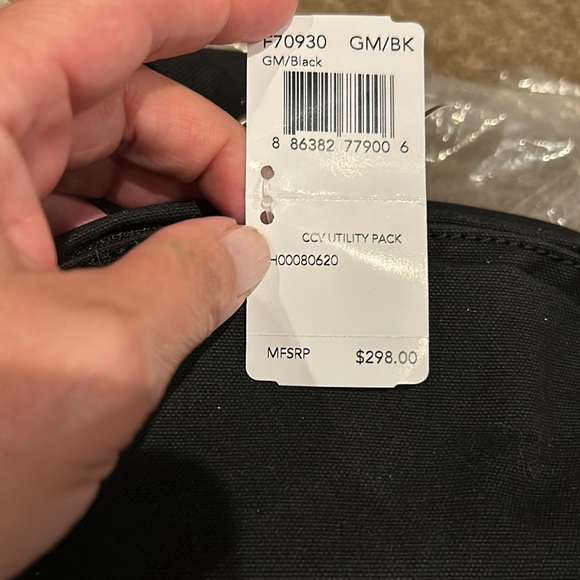 F70930 GM/BK
GM/Black
8 86382 77900 6
CCV UTILITY PACK
H00080620
MFSRP $298.00